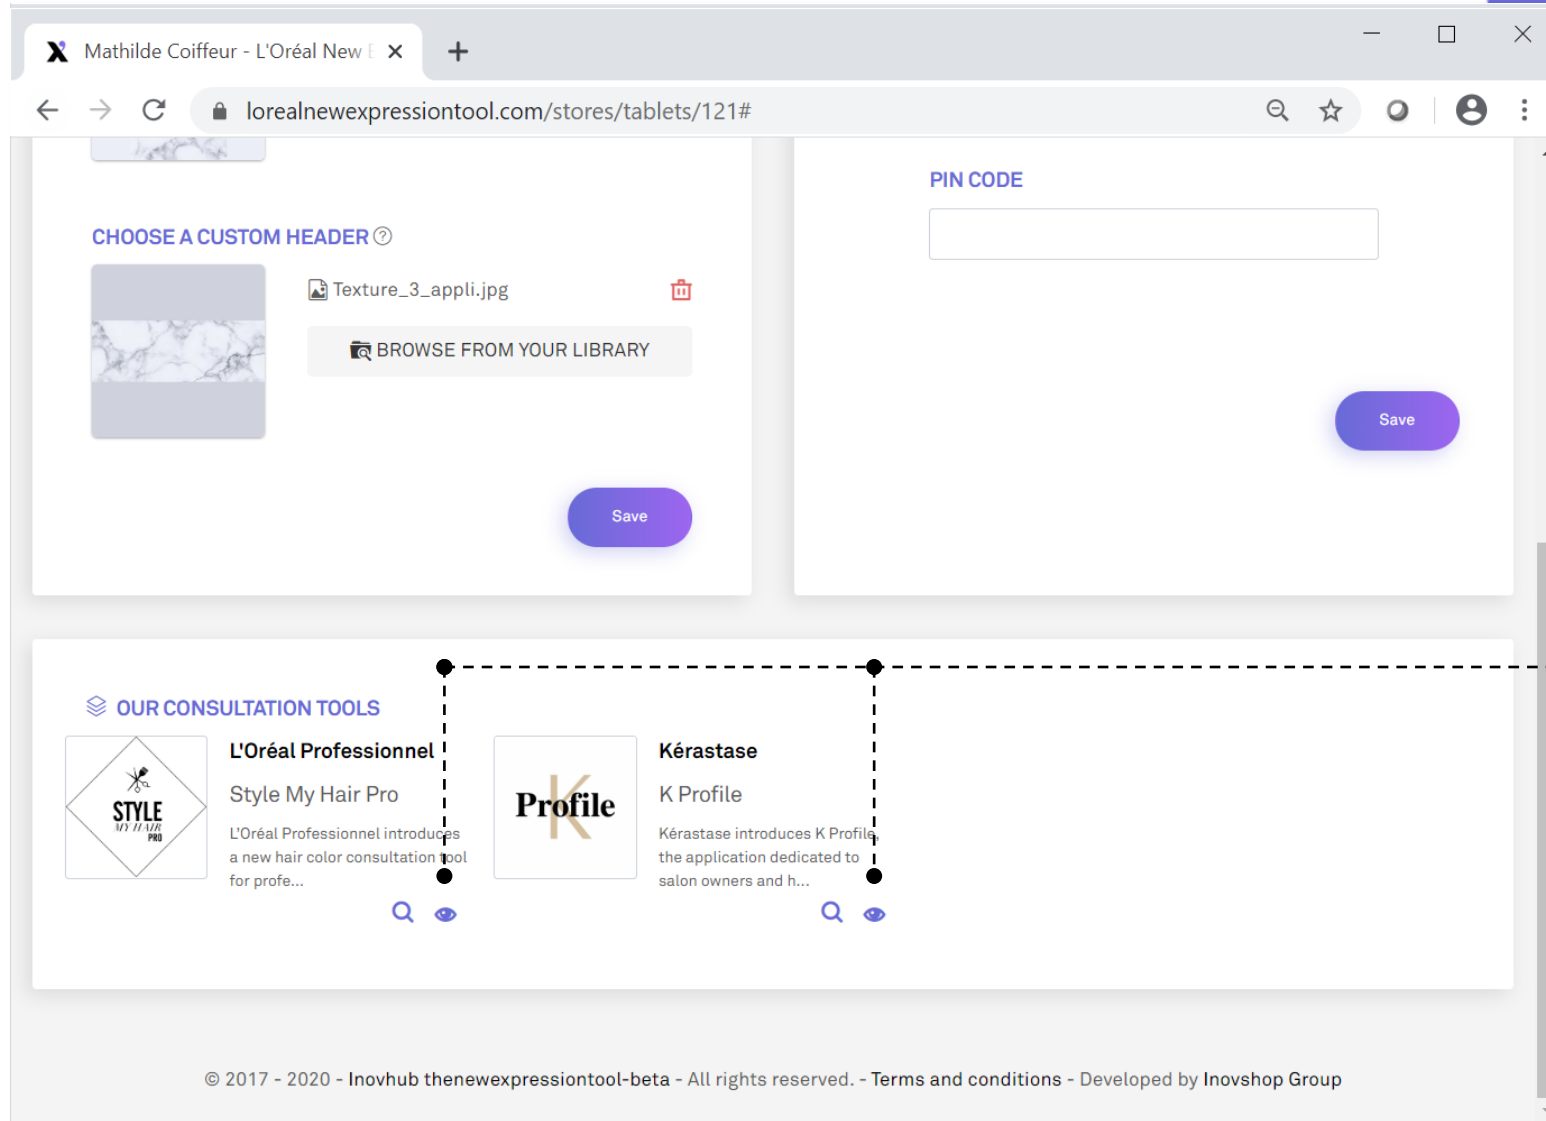 Mathilde Coiffeur - L'Oréal New E
lorealnewexpressiontool.com/stores/tablets/121#
PIN CODE
CHOOSE A CUSTOM HEADER ?
Texture_3_appli.jpg
BROWSE FROM YOUR LIBRARY
Save
Save
OUR CONSULTATION TOOLS
STYLE
MY HAIR
PRO
L'Oréal Professionnel
Style My Hair Pro
L'Oréal Professionnel introduces
a new hair color consultation tool
for profe...
K
Profile
Kérastase
K Profile
Kérastase introduces K Profile,
the application dedicated to
salon owners and h...
© 2017 - 2020 - Inovhub thenewexpressiontool-beta - All rights reserved. - Terms and conditions - Developed by Inovshop Group